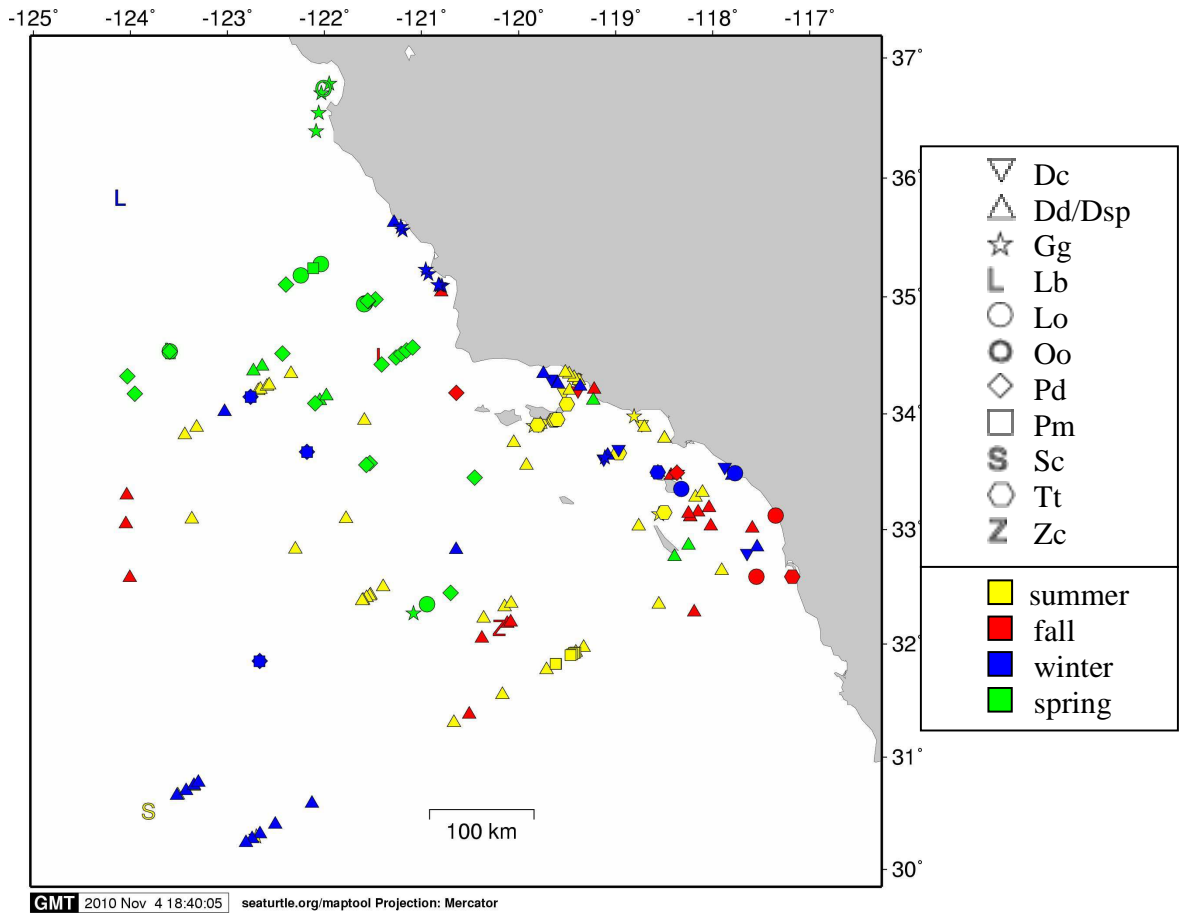 -125° -124° -123° -122° -121° -120° -119° -118° -117°
37°
36°
35°
34°
33°
32°
31°
30°
L
L
Z
S
100 km
Dc
Dd/Dsp
Gg
L Lb
Lo
Oo
Pd
Pm
S Sc
Tt
Z Zc
summer
fall
winter
spring
GMT 2010 Nov 4 18:40:05 seaturtle.org/maptool Projection: Mercator